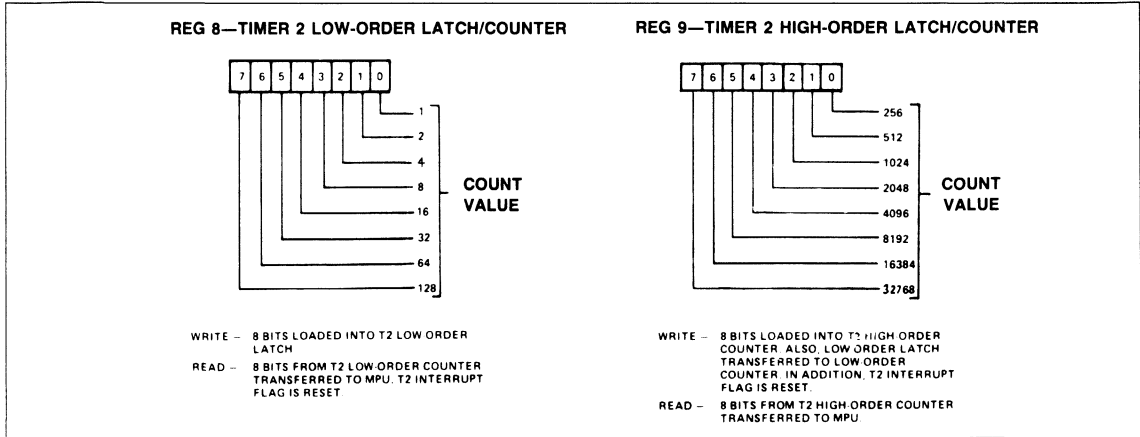 REG 8—TIMER 2 LOW-ORDER LATCH/COUNTER
7 6 5 4 3 2 1 0
1
2
4
8
16
32
64
128
COUNT
VALUE
WRITE – 8 BITS LOADED INTO T2 LOW ORDER
LATCH
READ – 8 BITS FROM T2 LOW-ORDER COUNTER
TRANSFERRED TO MPU. T2 INTERRUPT
FLAG IS RESET.
REG 9—TIMER 2 HIGH-ORDER LATCH/COUNTER
7 6 5 4 3 2 1 0
256
512
1024
2048
4096
8192
16384
32768
COUNT
VALUE
WRITE – 8 BITS LOADED INTO T2 HIGH-ORDER
COUNTER. ALSO, LOW ORDER LATCH
TRANSFERRED TO LOW-ORDER
COUNTER. IN ADDITION, T2 INTERRUPT
FLAG IS RESET.
READ – 8 BITS FROM T2 HIGH-ORDER COUNTER
TRANSFERRED TO MPU.